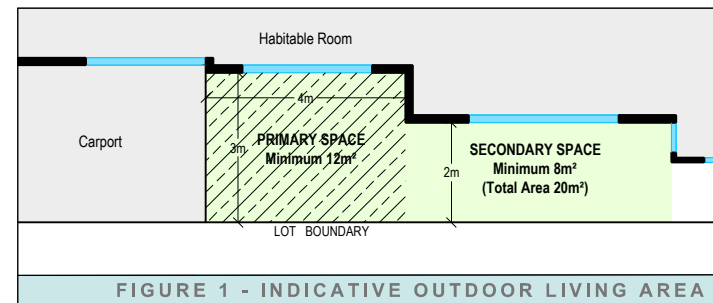 Habitable Room
Carport
4m
PRIMARY SPACE
Minimum 12m²
3m
SECONDARY SPACE
Minimum 8m²
(Total Area 20m²)
2m
LOT BOUNDARY
FIGURE 1 - INDICATIVE OUTDOOR LIVING AREA